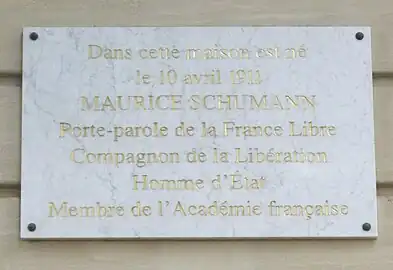 Dans cette maison est né
le 10 avril 1911
MAURICE SCHUMANN
Porte-parole de la France Libre
Compagnon de la Libération
Homme d'État
Membre de l'Académie française